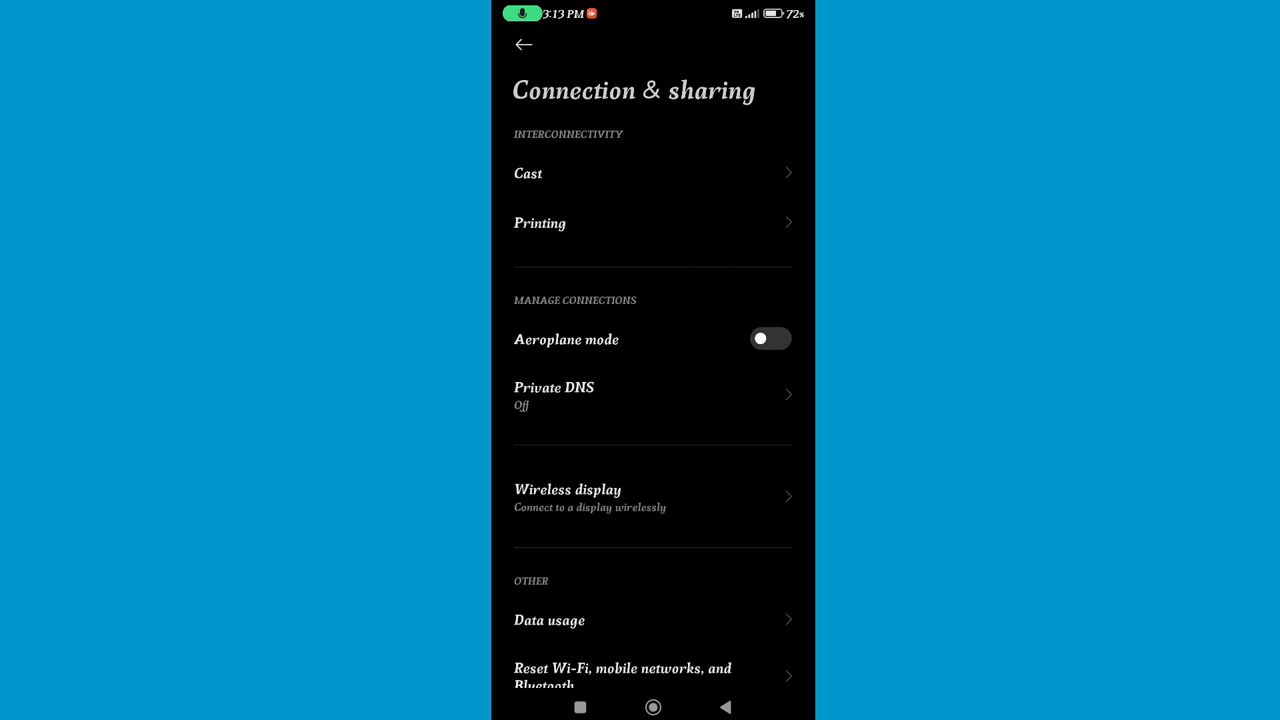 3:13 PM 72%
Connection & sharing
INTERCONNECTIVITY
Cast
Printing
MANAGE CONNECTIONS
Aeroplane mode
Private DNS
Off
Wireless display
Connect to a display wirelessly
OTHER
Data usage
Reset Wi-Fi, mobile networks, and
Bluetooth